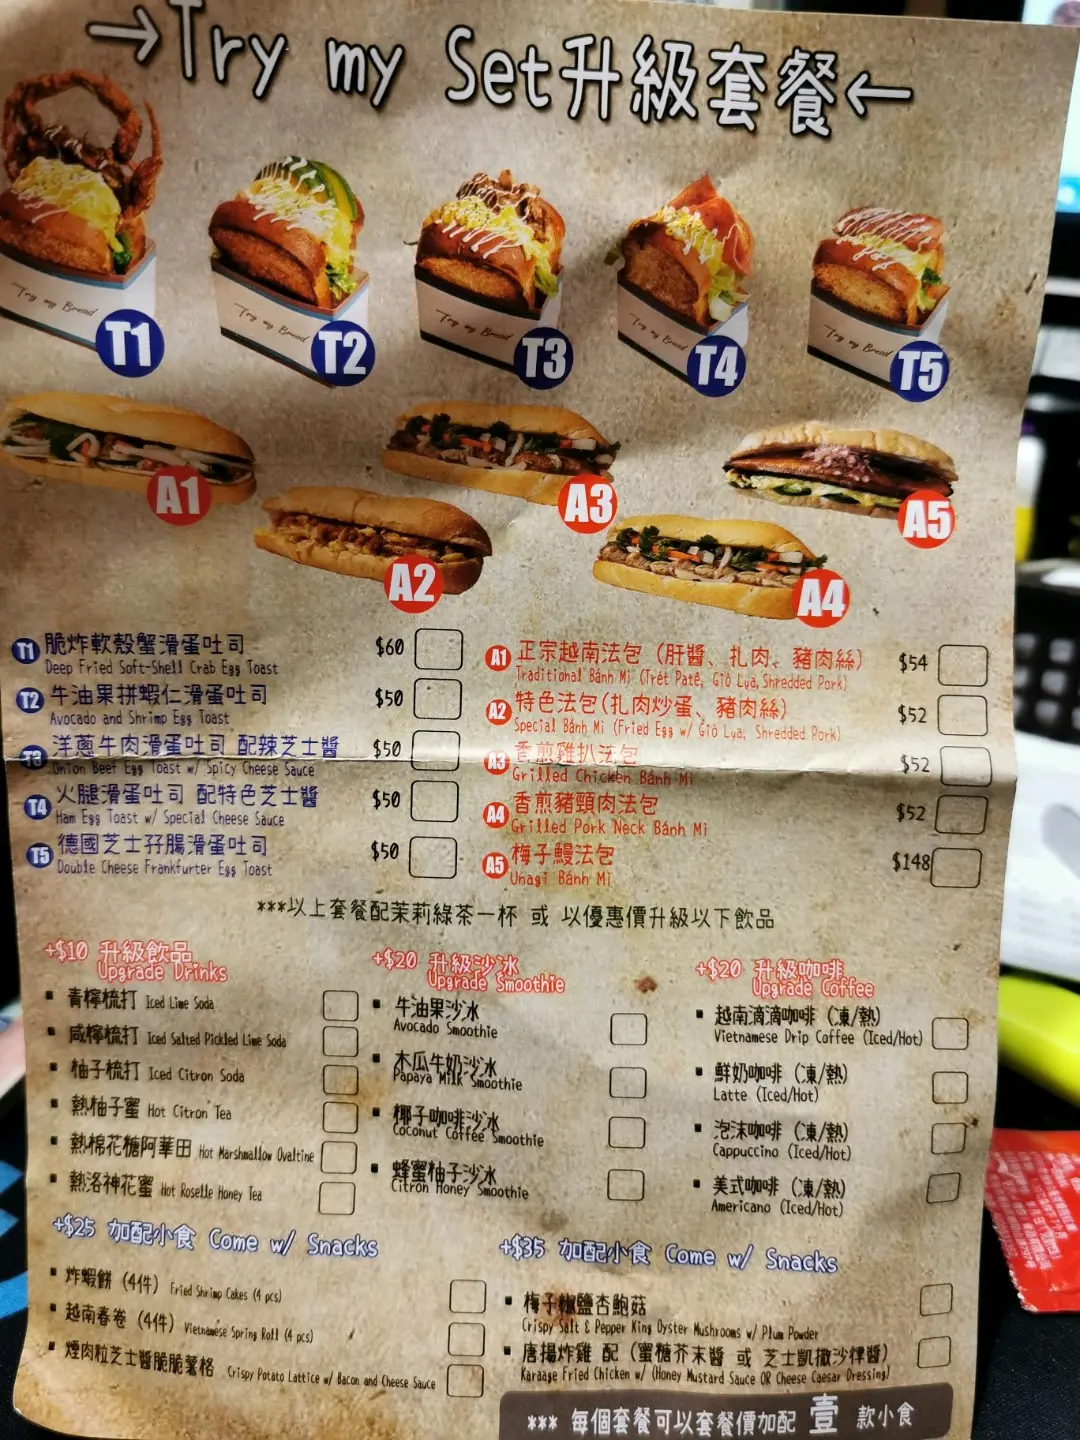 →Try my Set升級套餐←
Try my Bread
Try my Bread
Try my Bread
Try my Bread
Try my Bread
T1
T2
T3
T4
T5
A1
A2
A3
A4
A5
T1 脆炸軟殼蟹滑蛋吐司 $60
Deep Fried Soft-Shell Crab Egg Toast
T2 牛油果拼蝦仁滑蛋吐司 $50
Avocado and Shrimp Egg Toast
T3 洋蔥牛肉滑蛋吐司 配辣芝士醬 $50
Onion Beef Egg Toast w/ Spicy Cheese Sauce
T4 火腿滑蛋吐司 配特色芝士醬 $50
Ham Egg Toast w/ Special Cheese Sauce
T5 德國芝士孖腸滑蛋吐司 $50
Double Cheese Frankfurter Egg Toast
A1 正宗越南法包 (肝醬、扎肉、豬肉絲) $54
Traditional Bánh Mì (Trét Patê, Giò Lụa, Shredded Pork)
A2 特色法包(扎肉炒蛋、豬肉絲) $52
Special Bánh Mì (Fried Egg w/ Giò Lụa, Shredded Pork)
A3 香煎雞扒法包 $52
Grilled Chicken Bánh Mì
A4 香煎豬頸肉法包 $52
Grilled Pork Neck Bánh Mì
A5 梅子鰻法包 $148
Unagi Bánh Mì
***以上套餐配茉莉綠茶一杯 或 以優惠價升級以下飲品
+$10 升級飲品
Upgrade Drinks
▪ 青檸梳打 Iced Lime Soda
▪ 咸檸梳打 Iced Salted Pickled Lime Soda
▪ 柚子梳打 Iced Citron Soda
▪ 熱柚子蜜 Hot Citron Tea
▪ 熱棉花糖阿華田 Hot Marshmallow Ovaltine
▪ 熱洛神花蜜 Hot Roselle Honey Tea
+$20 升級沙冰
Upgrade Smoothie
▪ 牛油果沙冰
Avocado Smoothie
▪ 木瓜牛奶沙冰
Papaya Milk Smoothie
▪ 椰子咖啡沙冰
Coconut Coffee Smoothie
▪ 蜂蜜柚子沙冰
Citron Honey Smoothie
+$20 升級咖啡
Upgrade Coffee
▪ 越南滴滴咖啡 (凍/熱)
Vietnamese Drip Coffee (Iced/Hot)
▪ 鮮奶咖啡 (凍/熱)
Latte (Iced/Hot)
▪ 泡沫咖啡 (凍/熱)
Cappuccino (Iced/Hot)
▪ 美式咖啡 (凍/熱)
Americano (Iced/Hot)
+$25 加配小食 Come w/ Snacks
▪ 炸蝦餅 (4件) Fried Shrimp Cakes (4 pcs)
▪ 越南春卷 (4件) Vietnamese Spring Roll (4 pcs)
▪ 煙肉粒芝士醬脆脆薯格 Crispy Potato Lattice w/ Bacon and Cheese Sauce
+$35 加配小食 Come w/ Snacks
▪ 梅子椒鹽杏鮑菇
Crispy Salt & Pepper King Oyster Mushrooms w/ Plum Powder
▪ 唐揚炸雞 配 (蜜糖芥末醬 或 芝士凱撒沙律醬)
Karaage Fried Chicken w/ (Honey Mustard Sauce OR Cheese Caesar Dressing)
*** 每個套餐可以套餐價加配 壹 款小食